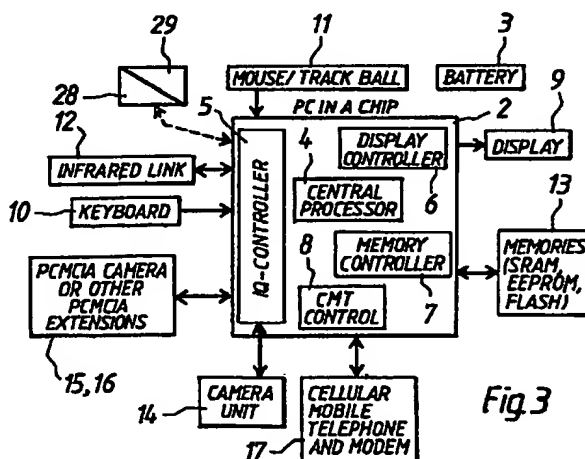 29
28
11
MOUSE/TRACK BALL
3
BATTERY
PC IN A CHIP
2
5
IQ-CONTROLLER
12
INFRARED LINK
10
KEYBOARD
4
CENTRAL
PROCESSOR
DISPLAY
CONTROLLER
6
9
DISPLAY
13
MEMORIES
(SRAM,
EEPROM,
FLASH)
MEMORY
CONTROLLER
7
8
CMT
CONTROL
PCMCIA CAMERA
OR OTHER
PCMCIA
EXTENSIONS
15, 16
CAMERA
UNIT
14
CELLULAR
MOBILE
TELEPHONE
AND MODEM
17
Fig.3